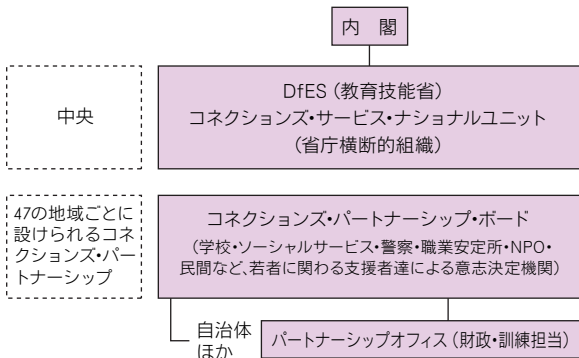 内　閣
中央
DfES（教育技能省）
コネクションズ・サービス・ナショナルユニット
（省庁横断的組織）
47の地域ごとに
設けられるコネ
クションズ・パー
トナーシップ
コネクションズ・パートナーシップ・ボード
（学校・ソーシャルサービス・警察・職業安定所・NPO・
民間など、若者に関わる支援者達による意志決定機関）
自治体
ほか
パートナーシップオフィス（財政・訓練担当）